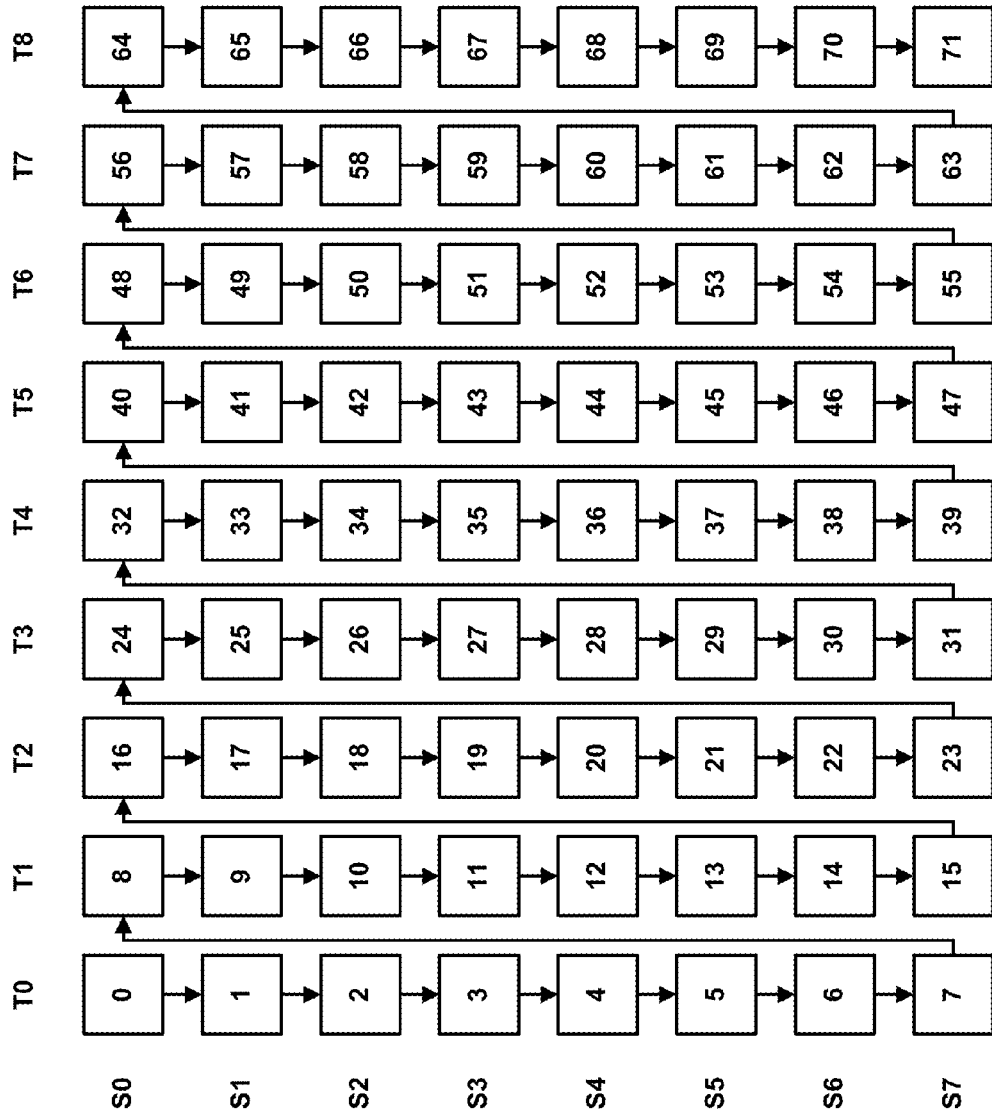 T0 T1 T2 T3 T4 T5 T6 T7 T8
S0 0 8 16 24 32 40 48 56 64
S1 1 9 17 25 33 41 49 57 65
S2 2 10 18 26 34 42 50 58 66
S3 3 11 19 27 35 43 51 59 67
S4 4 12 20 28 36 44 52 60 68
S5 5 13 21 29 37 45 53 61 69
S6 6 14 22 30 38 46 54 62 70
S7 7 15 23 31 39 47 55 63 71